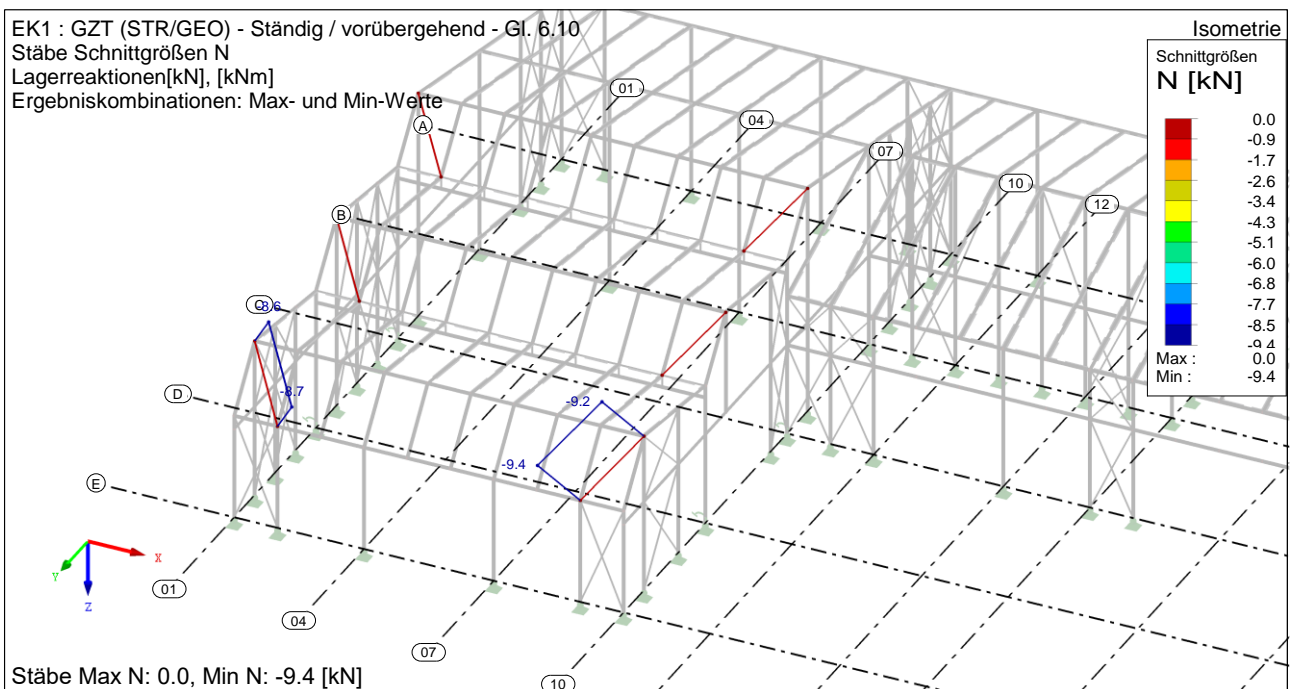 EK1 : GZT (STR/GEO) - Ständig / vorübergehend - Gl. 6.10
Stäbe Schnittgrößen N
Lagerreaktionen[kN], [kNm]
Ergebniskombinationen: Max- und Min-Werte
Isometrie
Schnittgrößen
N [kN]
0.0
-0.9
-1.7
-2.6
-3.4
-4.3
-5.1
-6.0
-6.8
-7.7
-8.5
-9.4
Max : 0.0
Min : -9.4
01
04
07
10
12
A
B
C
D
E
-8.6
-8.7
-9.2
-9.4
X
Y
Z
01
04
07
10
Stäbe Max N: 0.0, Min N: -9.4 [kN]